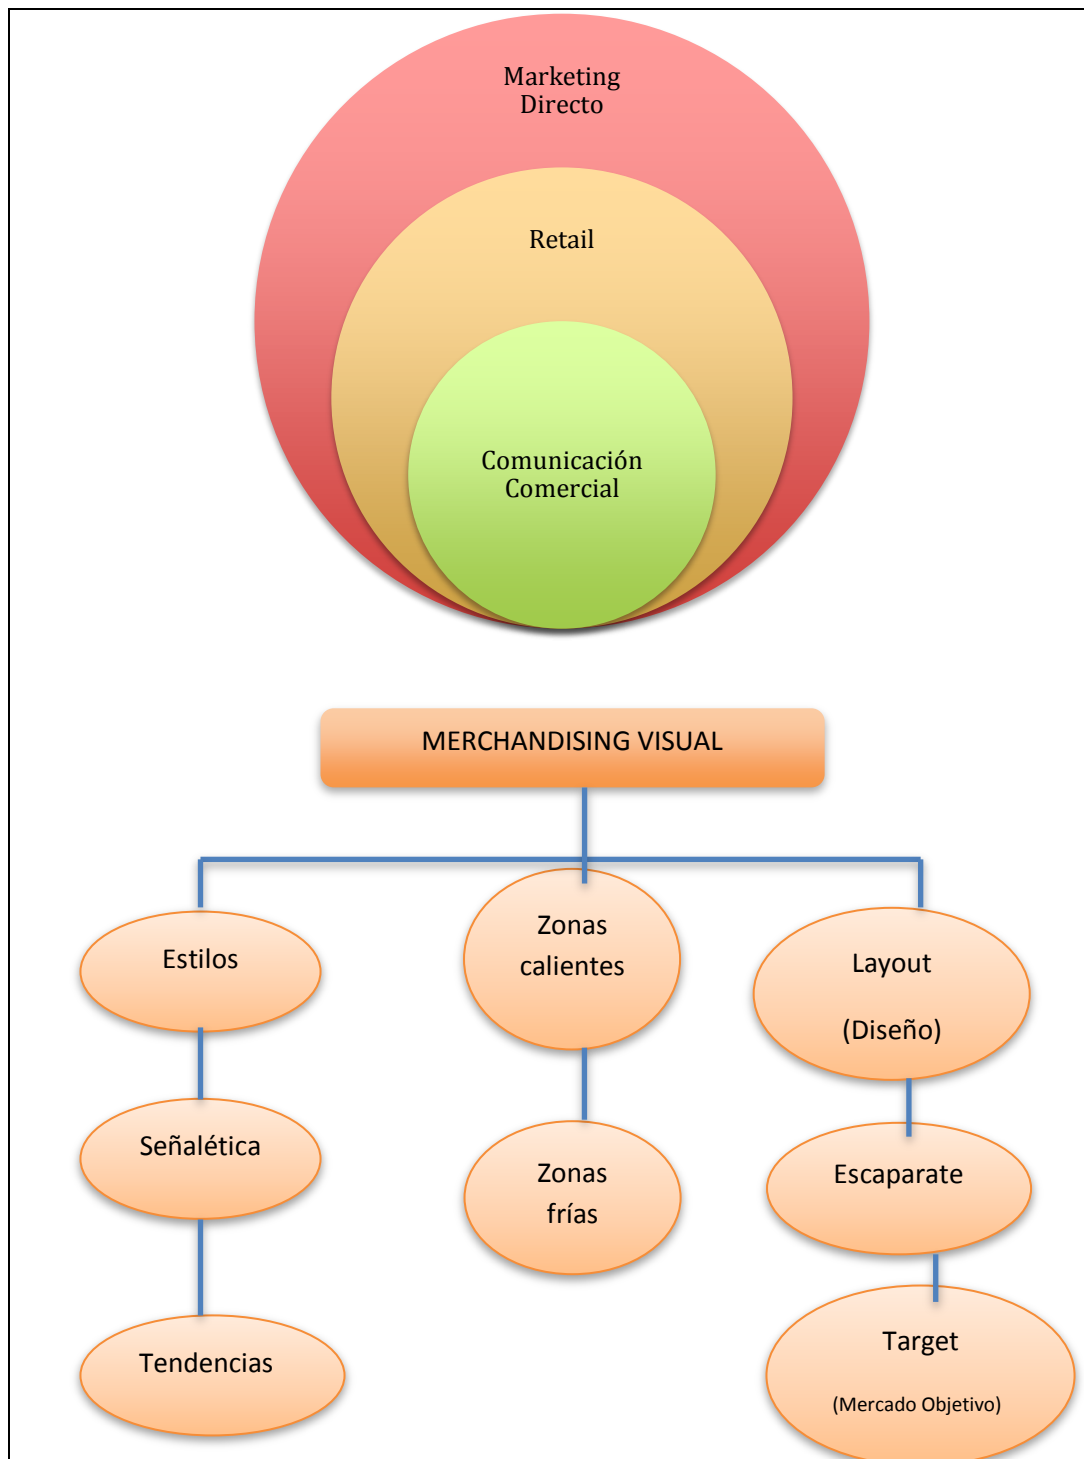 Marketing
Directo
Retail
Comunicación
Comercial
MERCHANDISING VISUAL
Estilos
Zonas
calientes
Layout
(Diseño)
Señalética
Zonas
frías
Escaparate
Tendencias
Target
(Mercado Objetivo)